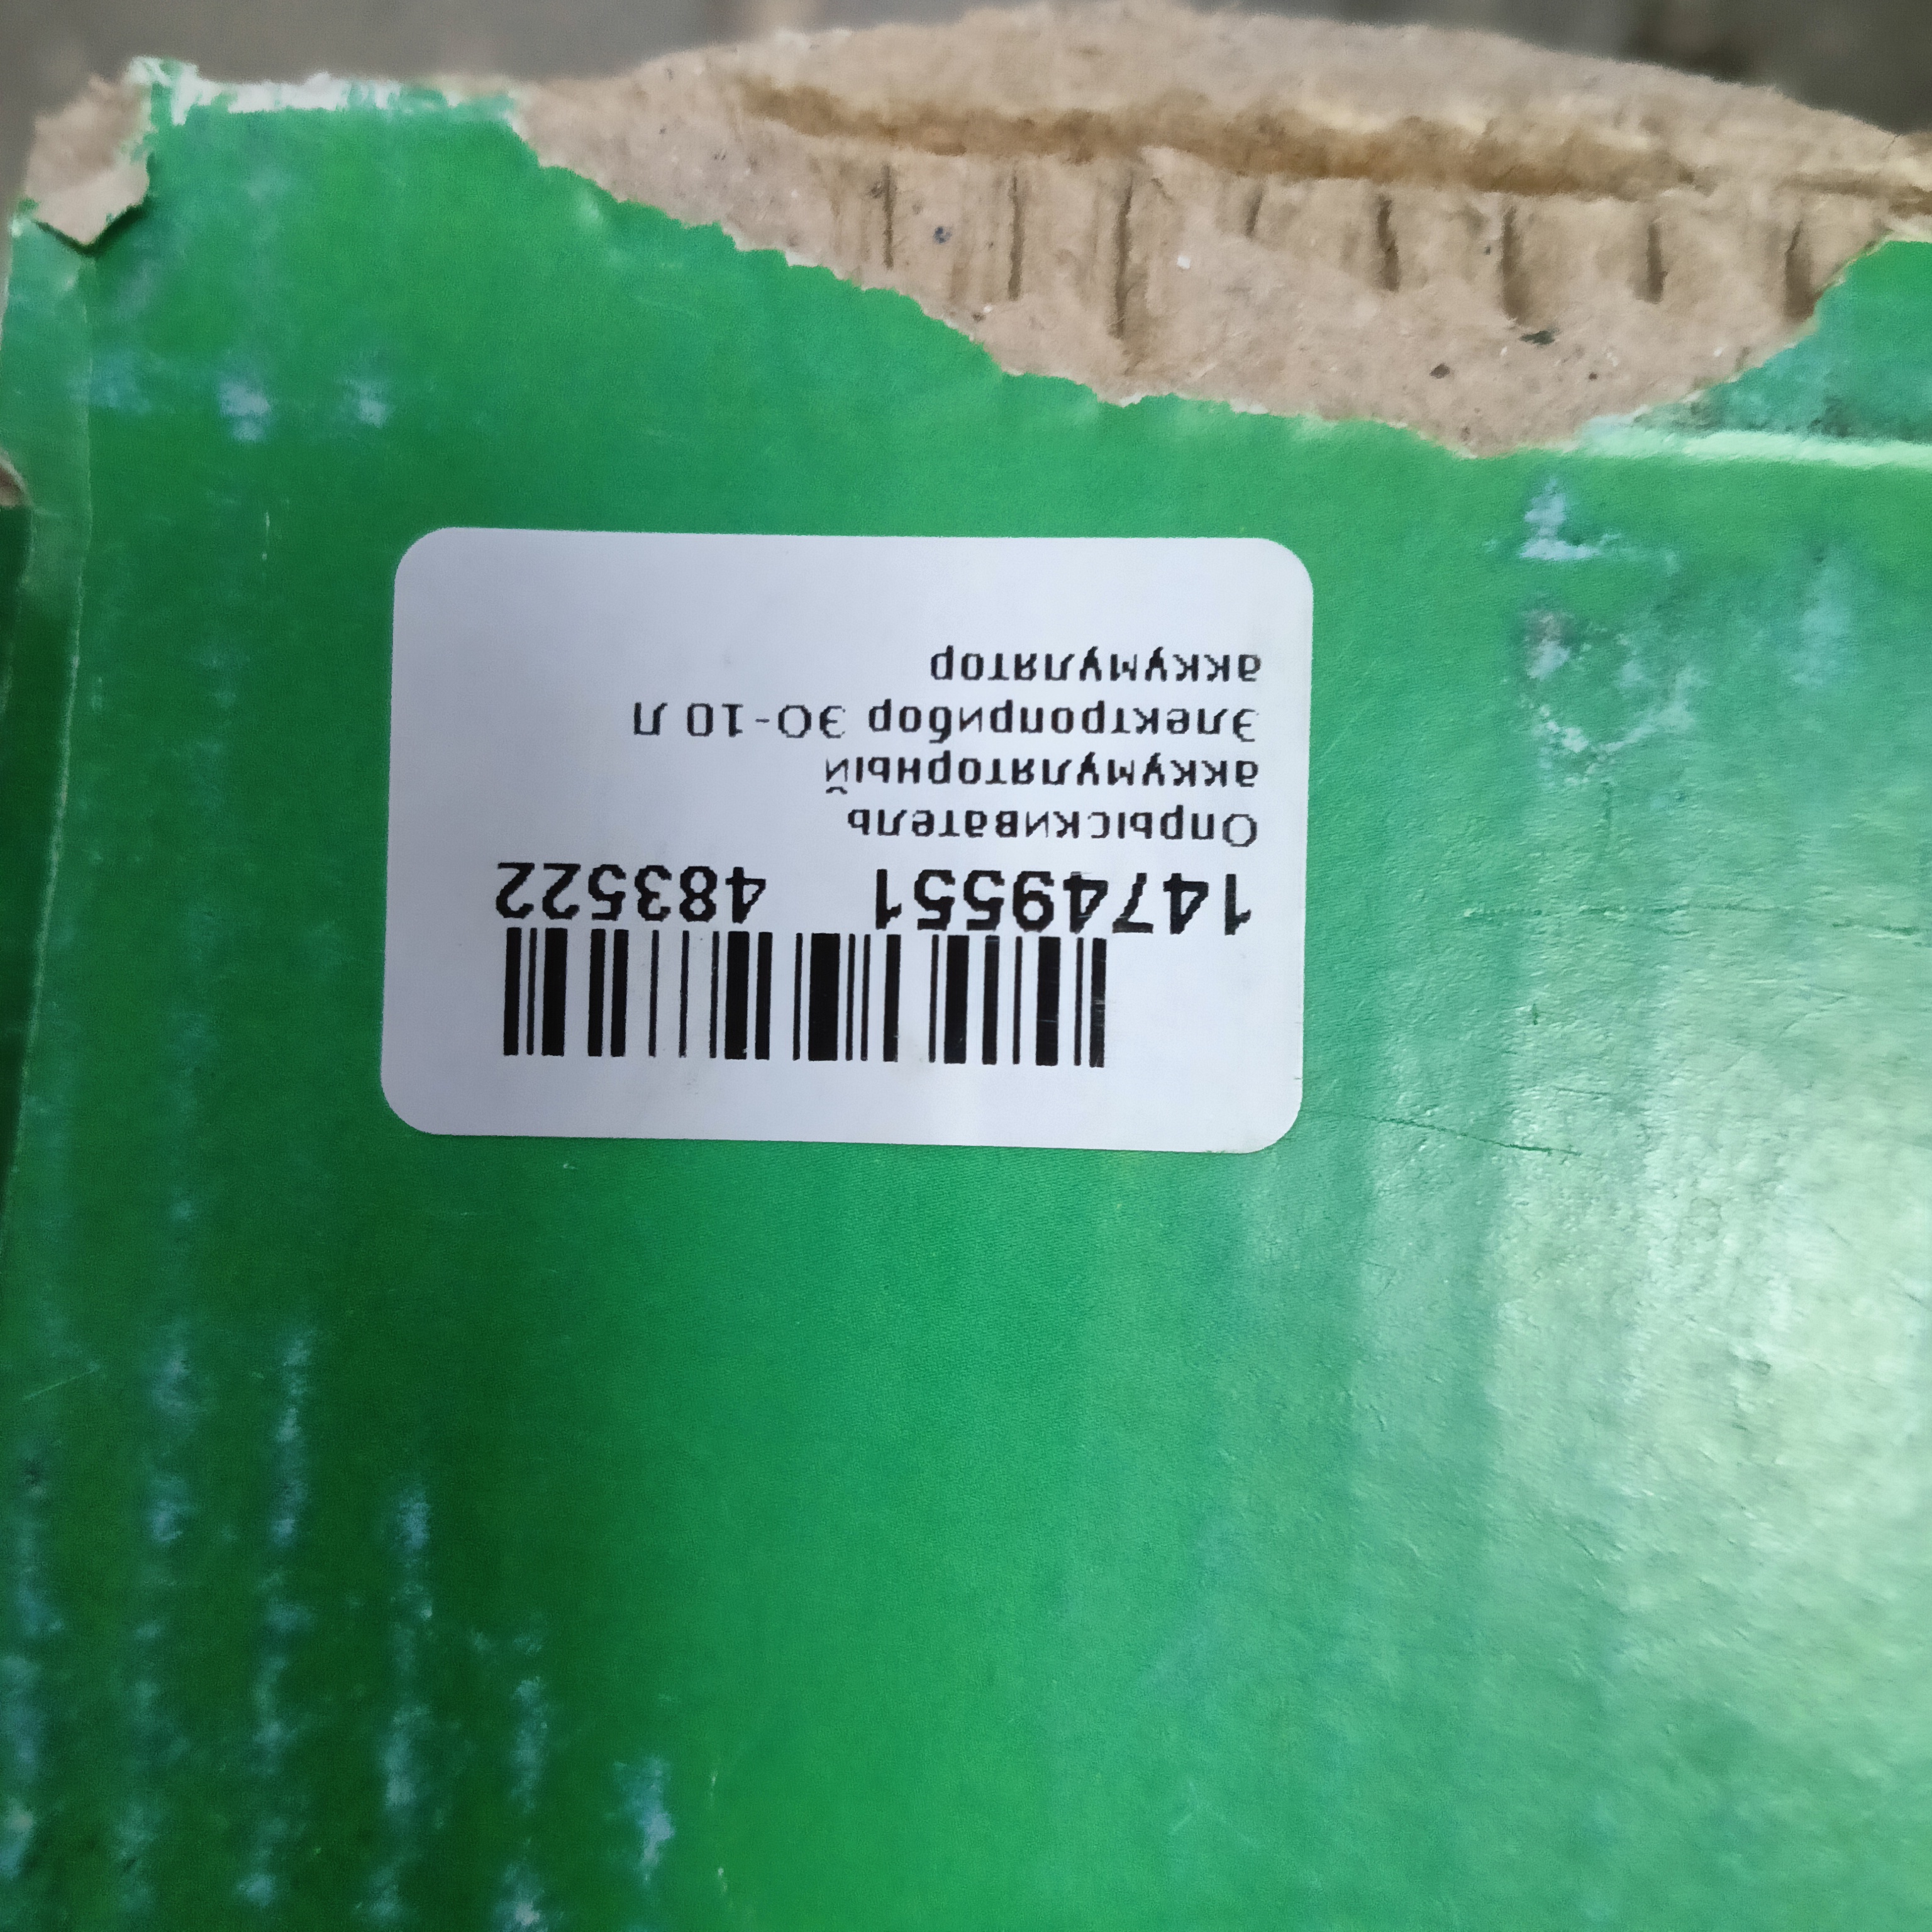 14749551 483522
Опрыскиватель
аккумуляторный
Электроприбор ЭО-10 Л
аккумулятор